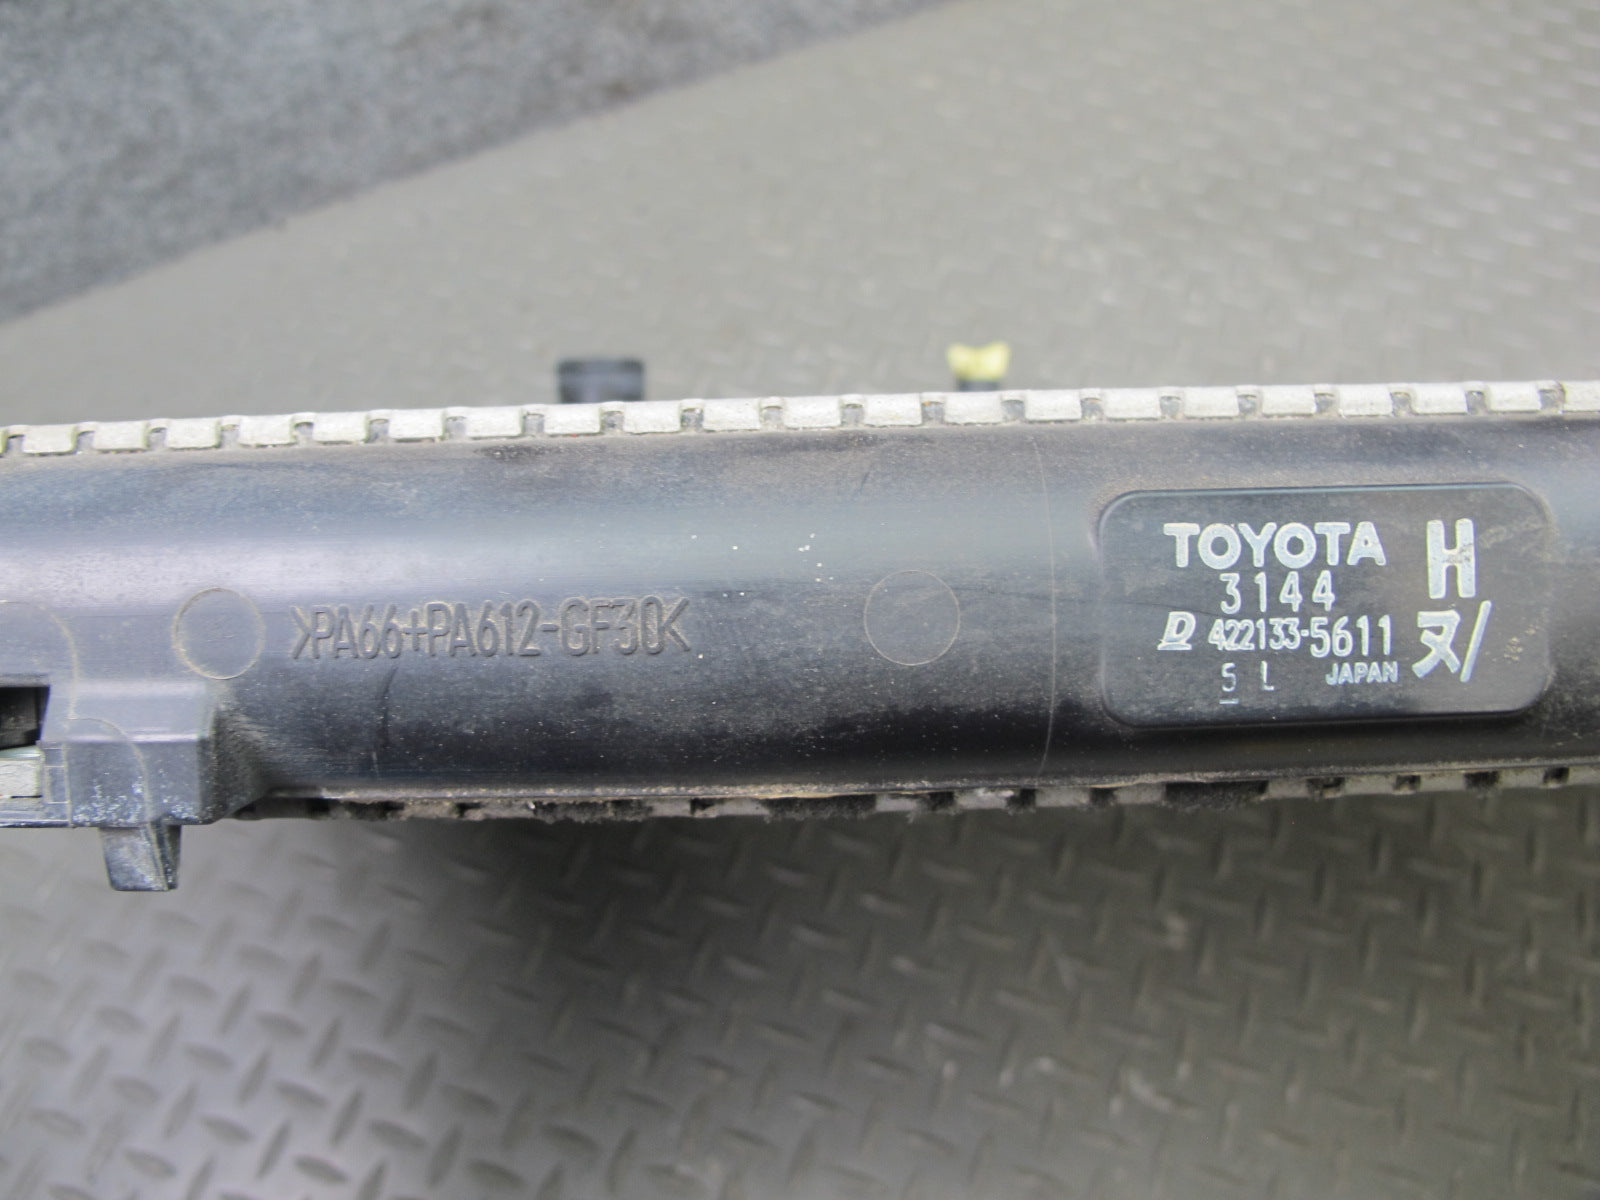 >PA66+PA612-GF30<
TOYOTA H
3144
D 422133-5611 ヌ/
5 L JAPAN